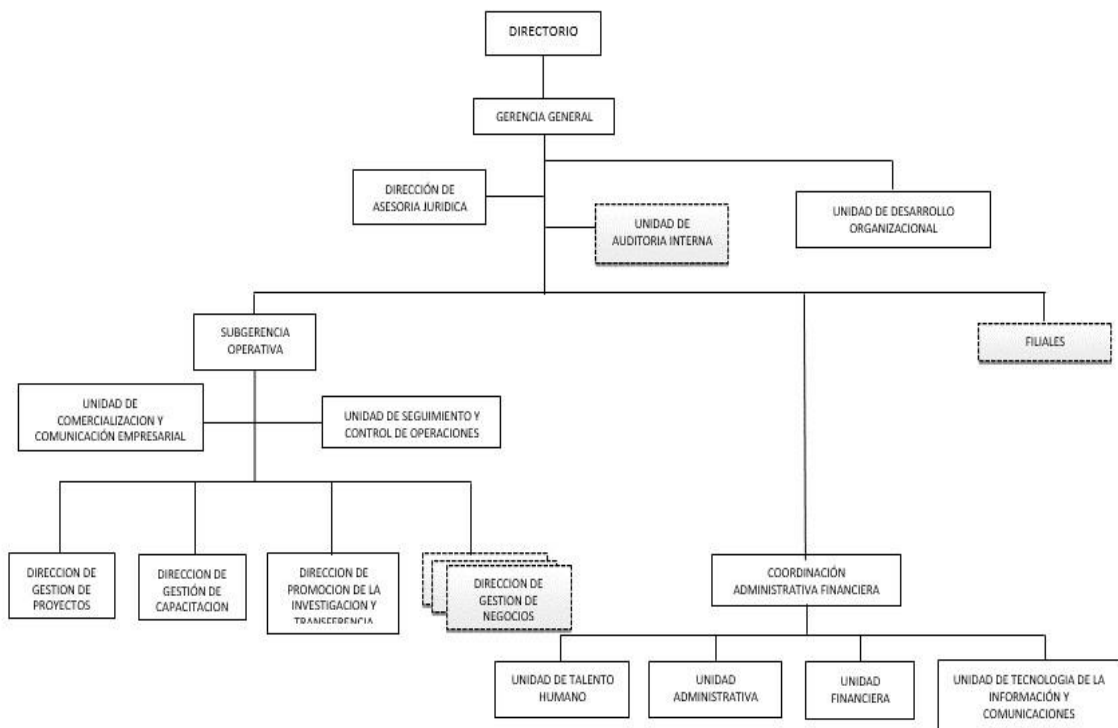 DIRECTORIO
GERENCIA GENERAL
DIRECCIÓN DE
ASESORIA JURIDICA
UNIDAD DE
AUDITORIA INTERNA
UNIDAD DE DESARROLLO
ORGANIZACIONAL
SUBGERENCIA
OPERATIVA
FILIALES
UNIDAD DE
COMERCIALIZACION Y
COMUNICACIÓN EMPRESARIAL
UNIDAD DE SEGUIMIENTO Y
CONTROL DE OPERACIONES
DIRECCION DE
GESTION DE
PROYECTOS
DIRECCION DE
GESTIÓN DE
CAPACITACION
DIRECCION DE
PROMOCION DE LA
INVESTIGACION Y
TRANSFERENCIA
DIRECCION DE
GESTION DE
NEGOCIOS
COORDINACIÓN
ADMINISTRATIVA FINANCIERA
UNIDAD DE TALENTO
HUMANO
UNIDAD
ADMINISTRATIVA
UNIDAD
FINANCIERA
UNIDAD DE TECNOLOGIA DE LA
INFORMACIÓN Y
COMUNICACIONES